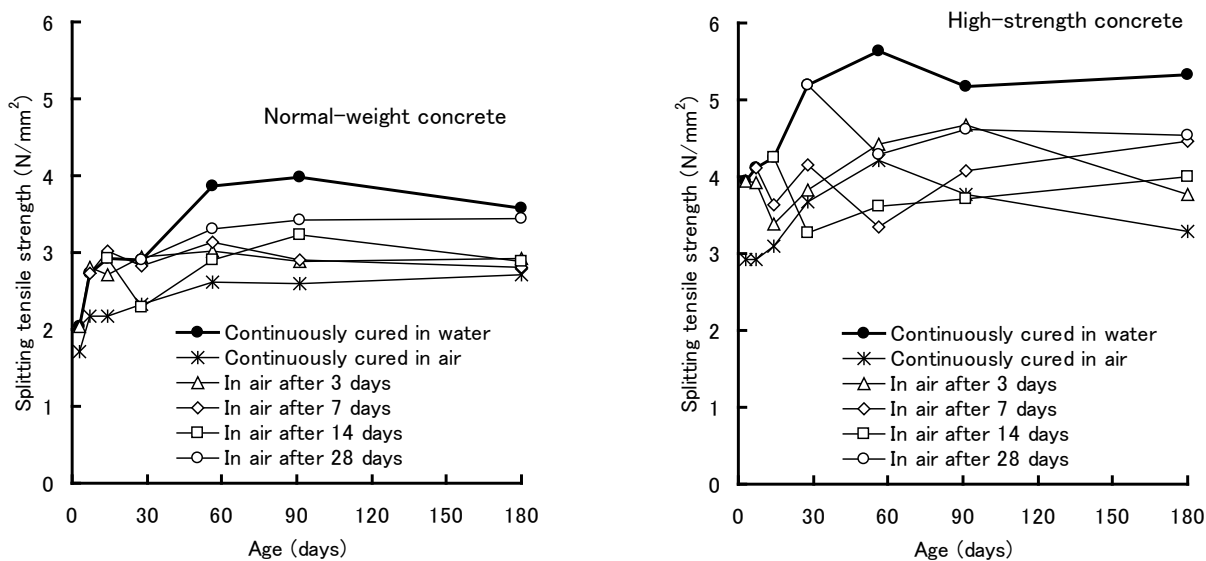 Normal-weight concrete
Splitting tensile strength (N/mm²)
6
5
4
3
2
1
0
Continuously cured in water
Continuously cured in air
In air after 3 days
In air after 7 days
In air after 14 days
In air after 28 days
0 30 60 90 120 150 180
Age (days)
High-strength concrete
Splitting tensile strength (N/mm²)
6
5
4
3
2
1
0
Continuously cured in water
Continuously cured in air
In air after 3 days
In air after 7 days
In air after 14 days
In air after 28 days
0 30 60 90 120 150 180
Age (days)